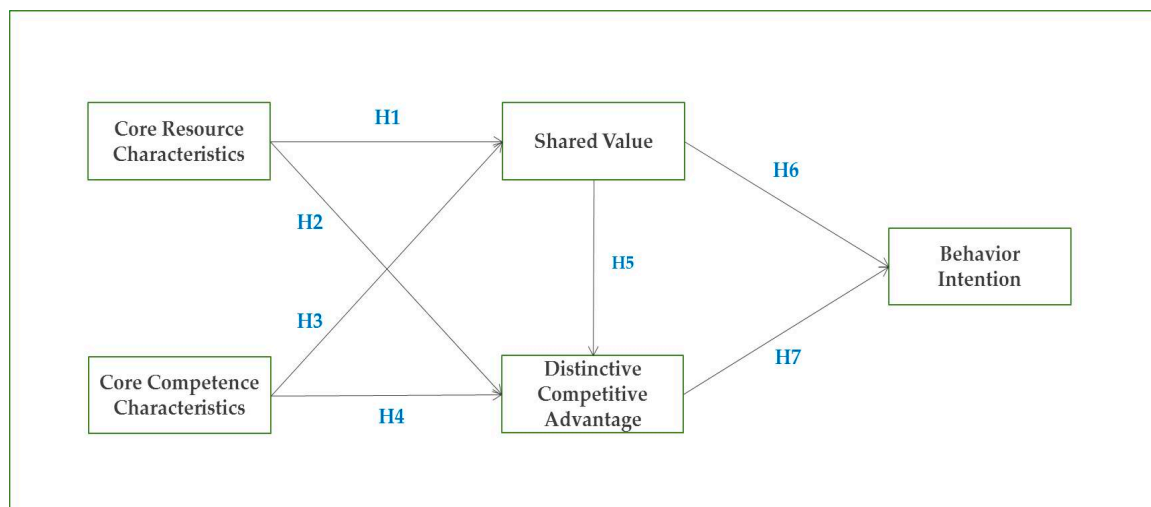 Core Resource
Characteristics
H1
Shared Value
H2
H6
H5
Behavior
Intention
H3
Core Competence
Characteristics
H4
Distinctive
Competitive
Advantage
H7